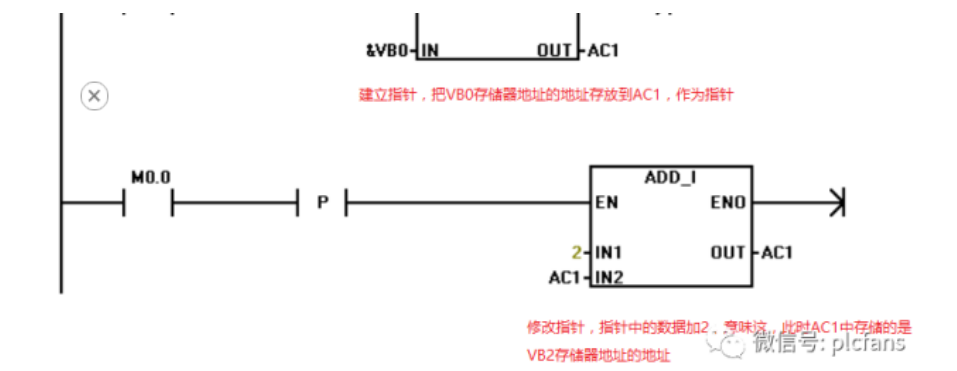 &VB0 IN OUT AC1
建立指针，把VB0存储器地址的地址存放到AC1，作为指针
M0.0
P
ADD_I
EN ENO
2 IN1 OUT AC1
AC1 IN2
修改指针，指针中的数据加2，意味这，此时AC1中存储的是
VB2存储器地址的地址
微信号: plcfans